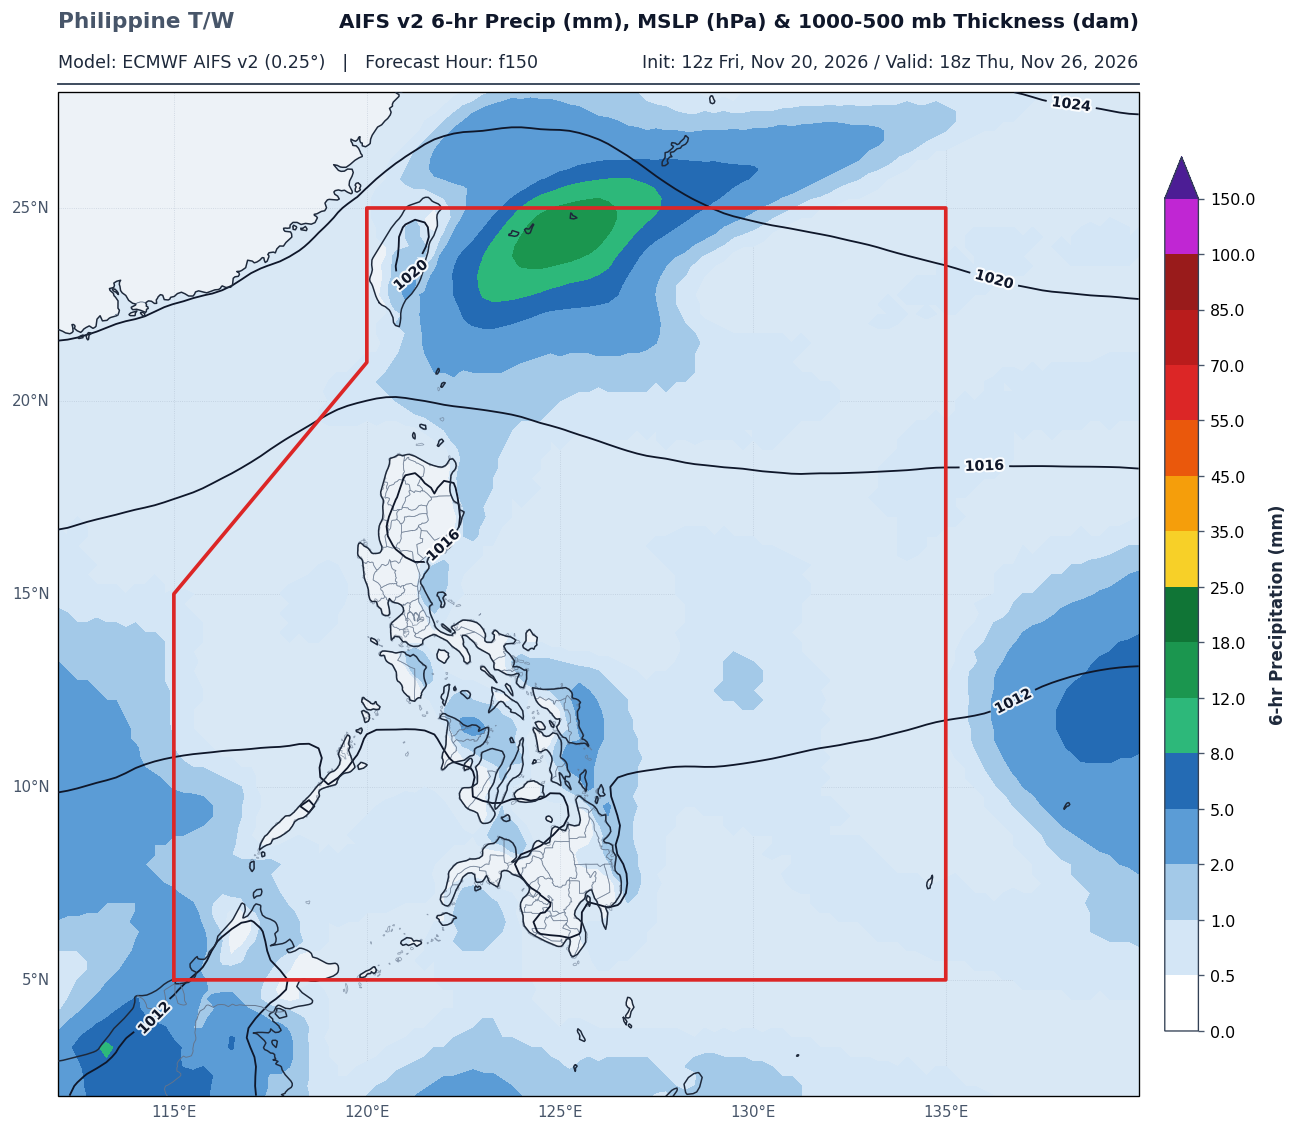 Philippine T/W
AIFS v2 6-hr Precip (mm), MSLP (hPa) & 1000-500 mb Thickness (dam)
Model: ECMWF AIFS v2 (0.25°) | Forecast Hour: f150
Init: 12z Fri, Nov 20, 2026 / Valid: 18z Thu, Nov 26, 2026
1024
1020
1020
1016
1016
1012
1012
25°N
20°N
15°N
10°N
5°N
115°E
120°E
125°E
130°E
135°E
150.0
100.0
85.0
70.0
55.0
45.0
35.0
25.0
18.0
12.0
8.0
5.0
2.0
1.0
0.5
0.0
6-hr Precipitation (mm)